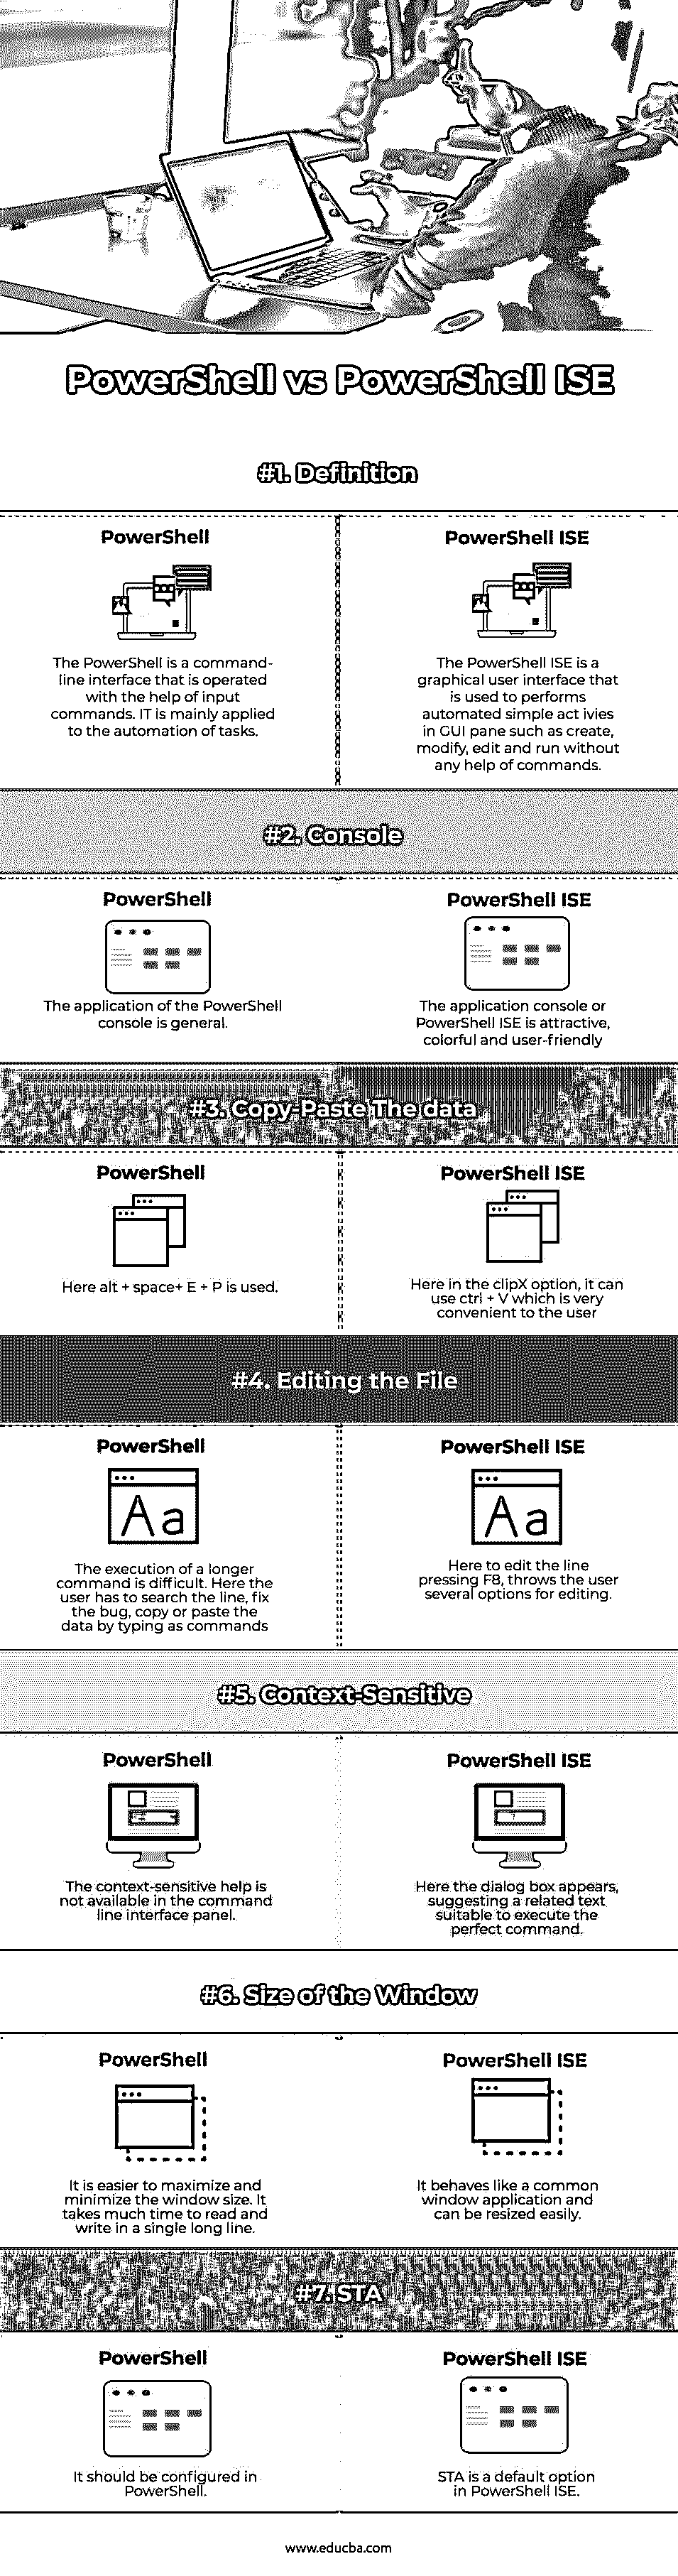 PowerShell vs PowerShell ISE
#1. Definition
PowerShell
The PowerShell is a command-
line interface that is operated
with the help of input
commands. IT is mainly applied
to the automation of tasks.
PowerShell ISE
The PowerShell ISE is a
graphical user interface that
is used to performs
automated simple act ivies
in GUI pane such as create,
modify, edit and run without
any help of commands.
#2. Console
PowerShell
The application of the PowerShell
console is general.
PowerShell ISE
The application console or
PowerShell ISE is attractive,
colorful and user-friendly
#3. Copy-Paste The data
PowerShell
Here alt + space+ E + P is used.
PowerShell ISE
Here in the clipX option, it can
use ctrl + V which is very
convenient to the user
#4. Editing the File
PowerShell
Aa
The execution of a longer
command is difficult. Here the
user has to search the line, fix
the bug, copy or paste the
data by typing as commands
PowerShell ISE
Aa
Here to edit the line
pressing F8, throws the user
several options for editing.
#5. Context-Sensitive
PowerShell
The context-sensitive help is
not available in the command
line interface panel.
PowerShell ISE
Here the dialog box appears,
suggesting a related text
suitable to execute the
perfect command.
#6. Size of the Window
PowerShell
It is easier to maximize and
minimize the window size. It
takes much time to read and
write in a single long line.
PowerShell ISE
It behaves like a common
window application and
can be resized easily.
#7. STA
PowerShell
It should be configured in
PowerShell.
PowerShell ISE
STA is a default option
in PowerShell ISE.
www.educba.com